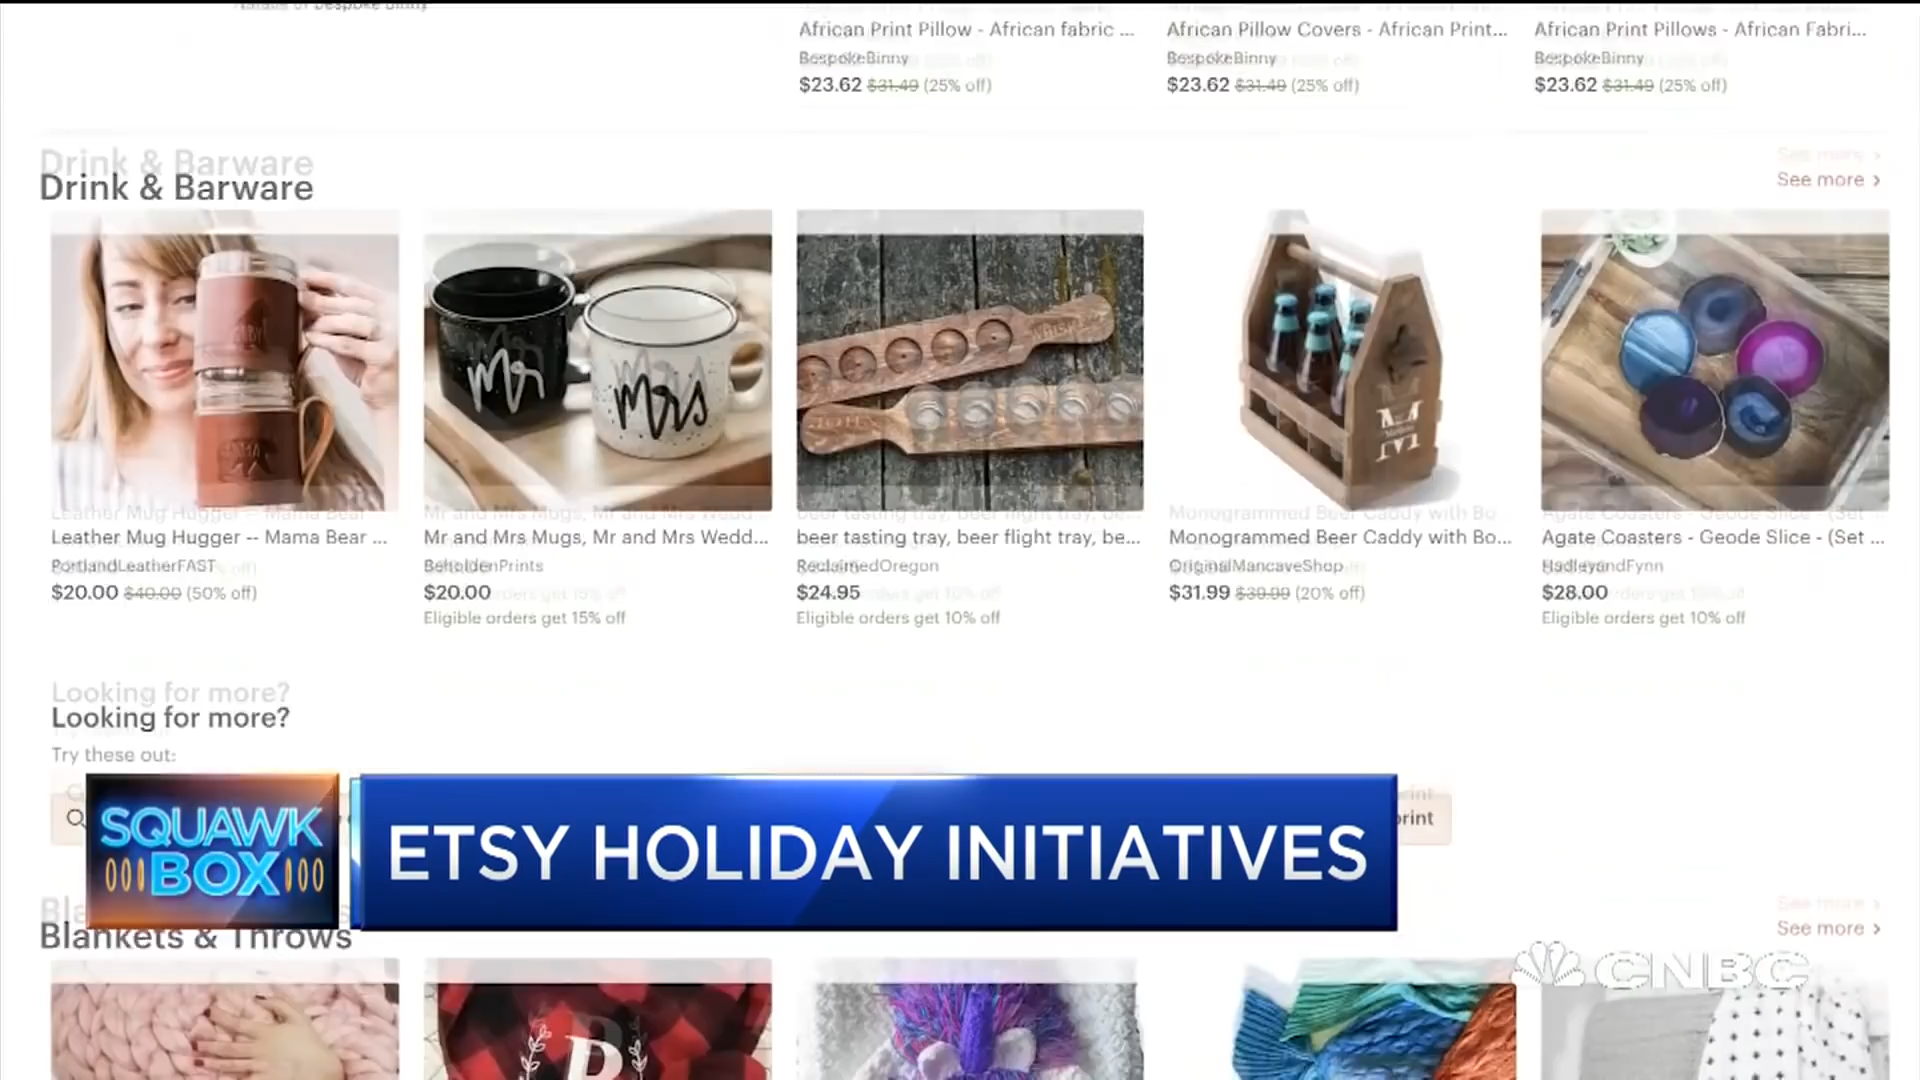 Bespoke Binny
African Print Pillow - African fabric ...
BespokeBinny
$23.62 $31.49 (25% off)
African Pillow Covers - African Print...
BespokeBinny
$23.62 $31.49 (25% off)
African Print Pillows - African Fabri...
BespokeBinny
$23.62 $31.49 (25% off)
Drink & Barware
See more >
Mr
Mrs
M
Leather Mug Hugger -- Mama Bear ...
PortlandLeatherFAST
$20.00 $40.00 (50% off)
Mr and Mrs Mugs, Mr and Mrs Wedd...
BeholdenPrints
$20.00
Eligible orders get 15% off
beer tasting tray, beer flight tray, be...
ReclaimedOregon
$24.95
Eligible orders get 10% off
Monogrammed Beer Caddy with Bo...
OriginalMancaveShop
$31.99 $39.99 (20% off)
Agate Coasters - Geode Slice - (Set ...
HadleyandFynn
$28.00
Eligible orders get 10% off
Looking for more?
Try these out:
print
SQUAWK
BOX
ETSY HOLIDAY INITIATIVES
Blankets & Throws
See more >
CNBC
B